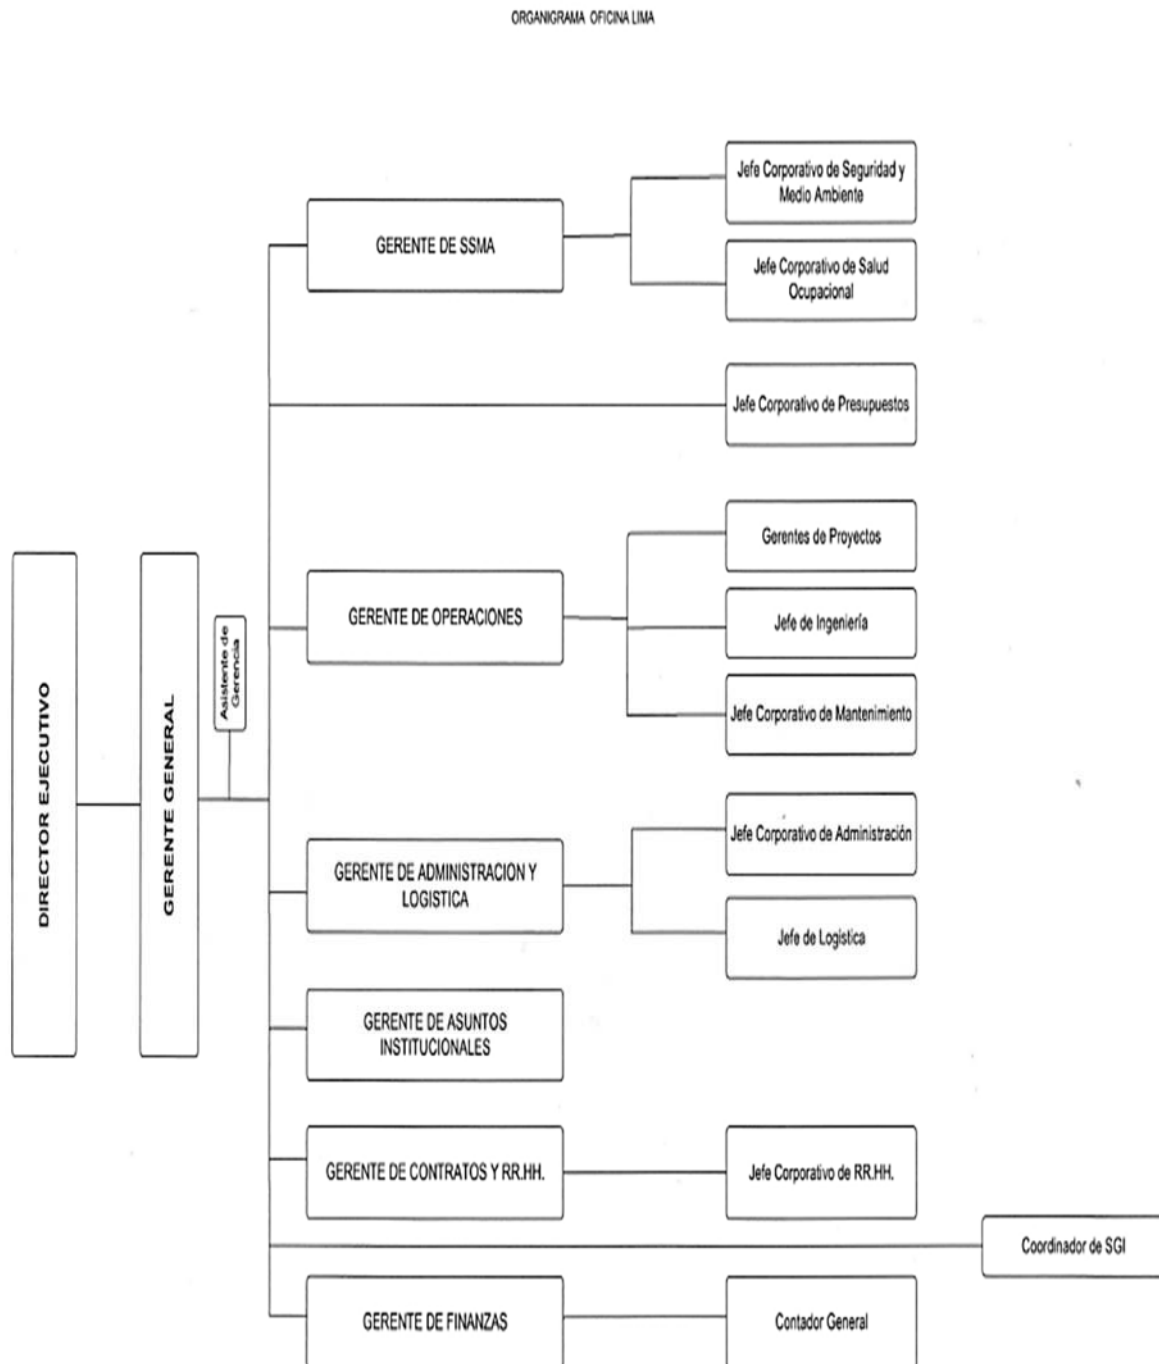 ORGANIGRAMA OFICINA LIMA
DIRECTOR EJECUTIVO
GERENTE GENERAL
Asistente de
Gerencia
GERENTE DE SSMA
Jefe Corporativo de Seguridad y
Medio Ambiente
Jefe Corporativo de Salud
Ocupacional
Jefe Corporativo de Presupuestos
GERENTE DE OPERACIONES
Gerentes de Proyectos
Jefe de Ingeniería
Jefe Corporativo de Mantenimiento
GERENTE DE ADMINISTRACION Y
LOGISTICA
Jefe Corporativo de Administración
Jefe de Logística
GERENTE DE ASUNTOS
INSTITUCIONALES
GERENTE DE CONTRATOS Y RR.HH.
Jefe Corporativo de RR.HH.
Coordinador de SGI
GERENTE DE FINANZAS
Contador General